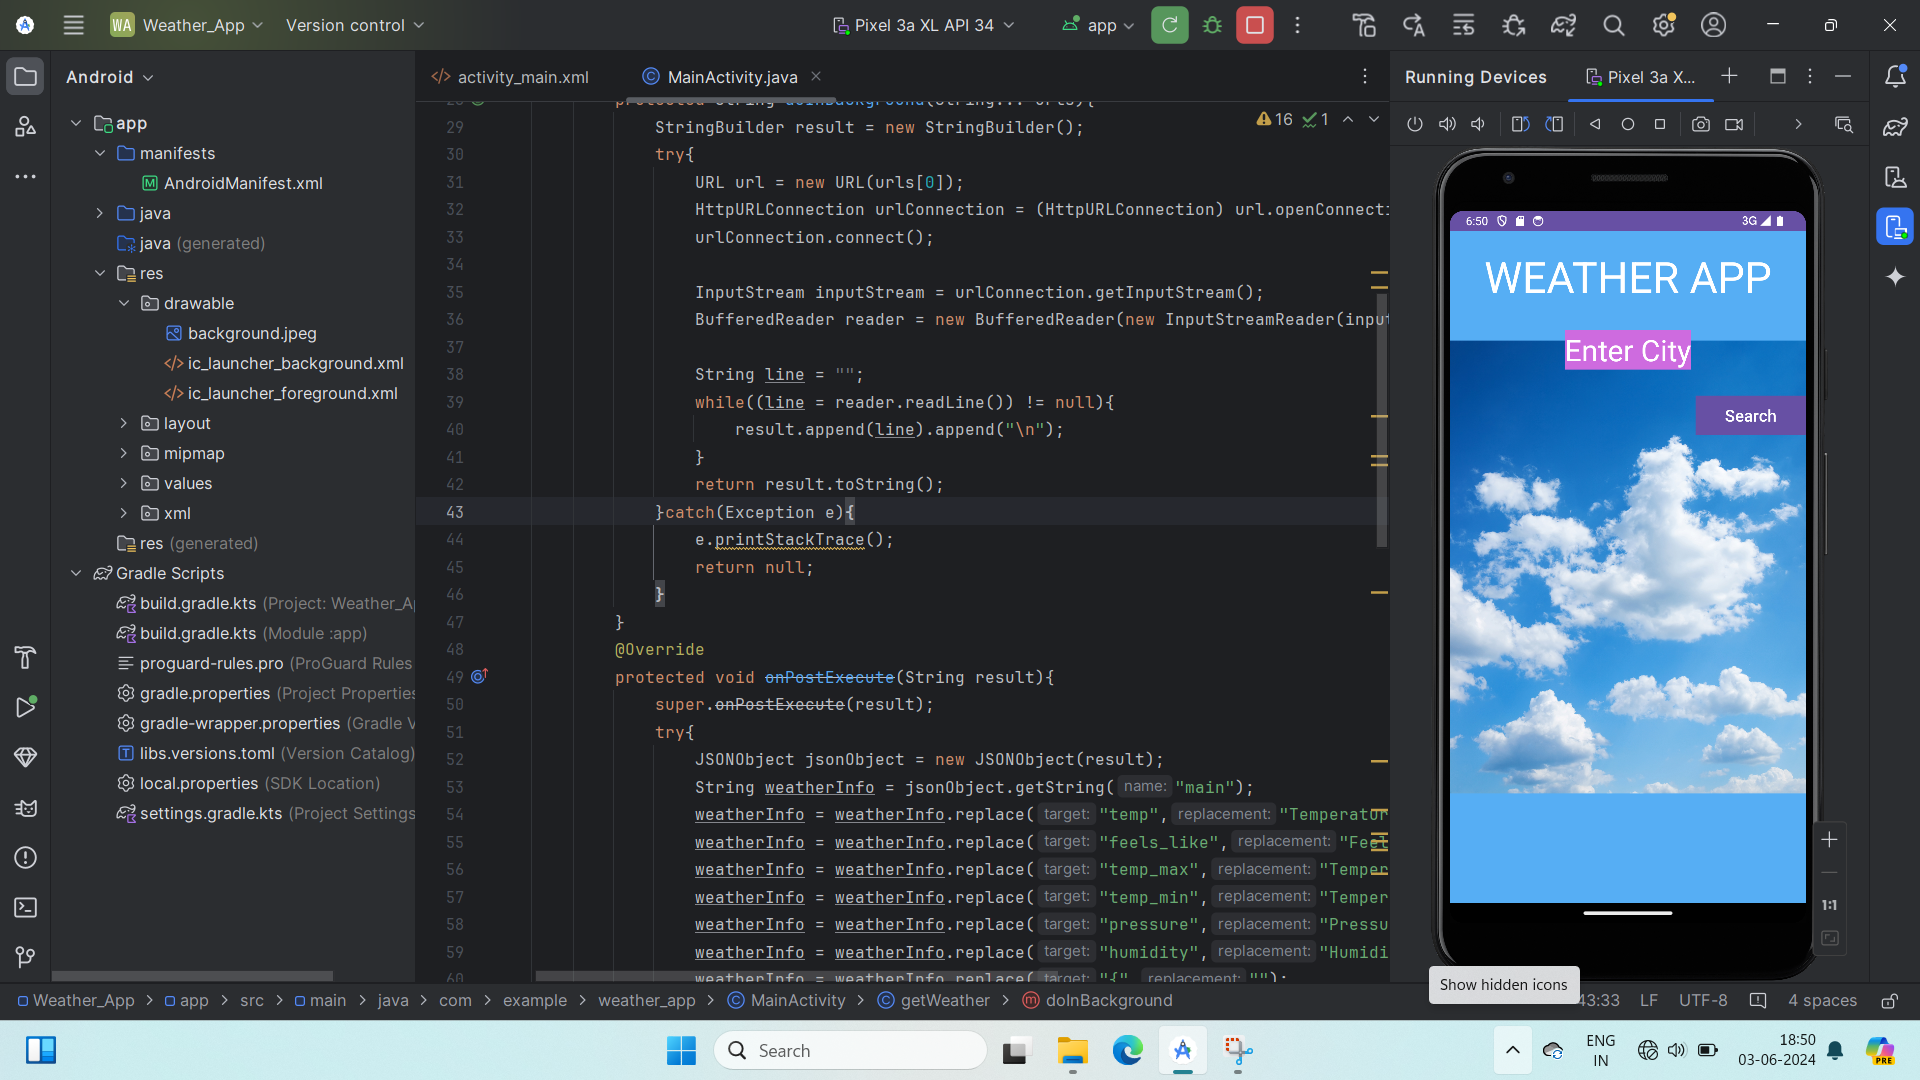 WA Weather_App Version control Pixel 3a XL API 34 app
Android
app
manifests
AndroidManifest.xml
java
java (generated)
res
drawable
background.jpeg
ic_launcher_background.xml
ic_launcher_foreground.xml
layout
mipmap
values
xml
res (generated)
Gradle Scripts
build.gradle.kts (Project: Weather_A
build.gradle.kts (Module :app)
proguard-rules.pro (ProGuard Rules
gradle.properties (Project Properties
gradle-wrapper.properties (Gradle V
libs.versions.toml (Version Catalog)
local.properties (SDK Location)
settings.gradle.kts (Project Settings
activity_main.xml MainActivity.java
16 1
29 StringBuilder result = new StringBuilder();
30 try{
31 URL url = new URL(urls[0]);
32 HttpURLConnection urlConnection = (HttpURLConnection) url.openConnecti
33 urlConnection.connect();
34
35 InputStream inputStream = urlConnection.getInputStream();
36 BufferedReader reader = new BufferedReader(new InputStreamReader(input
37
38 String line = "";
39 while((line = reader.readLine()) != null){
40 result.append(line).append("\n");
41 }
42 return result.toString();
43 }catch(Exception e){
44 e.printStackTrace();
45 return null;
46 }
47 }
48 @Override
49 protected void onPostExecute(String result){
50 super.onPostExecute(result);
51 try{
52 JSONObject jsonObject = new JSONObject(result);
53 String weatherInfo = jsonObject.getString( name: "main");
54 weatherInfo = weatherInfo.replace( target: "temp", replacement: "Temperatur
55 weatherInfo = weatherInfo.replace( target: "feels_like", replacement: "Feel
56 weatherInfo = weatherInfo.replace( target: "temp_max", replacement: "Temper
57 weatherInfo = weatherInfo.replace( target: "temp_min", replacement: "Temper
58 weatherInfo = weatherInfo.replace( target: "pressure", replacement: "Pressu
59 weatherInfo = weatherInfo.replace( target: "humidity", replacement: "Humidi
60 weatherInfo = weatherInfo.replace( target: "{", replacement: "");
Running Devices Pixel 3a X...
6:50 3G
WEATHER APP
Enter City
Search
1:1
Show hidden icons
Weather_App > app > src > main > java > com > example > weather_app > MainActivity > getWeather > doInBackground
43:33 LF UTF-8 4 spaces
Search
ENG
IN
18:50
03-06-2024
PRE